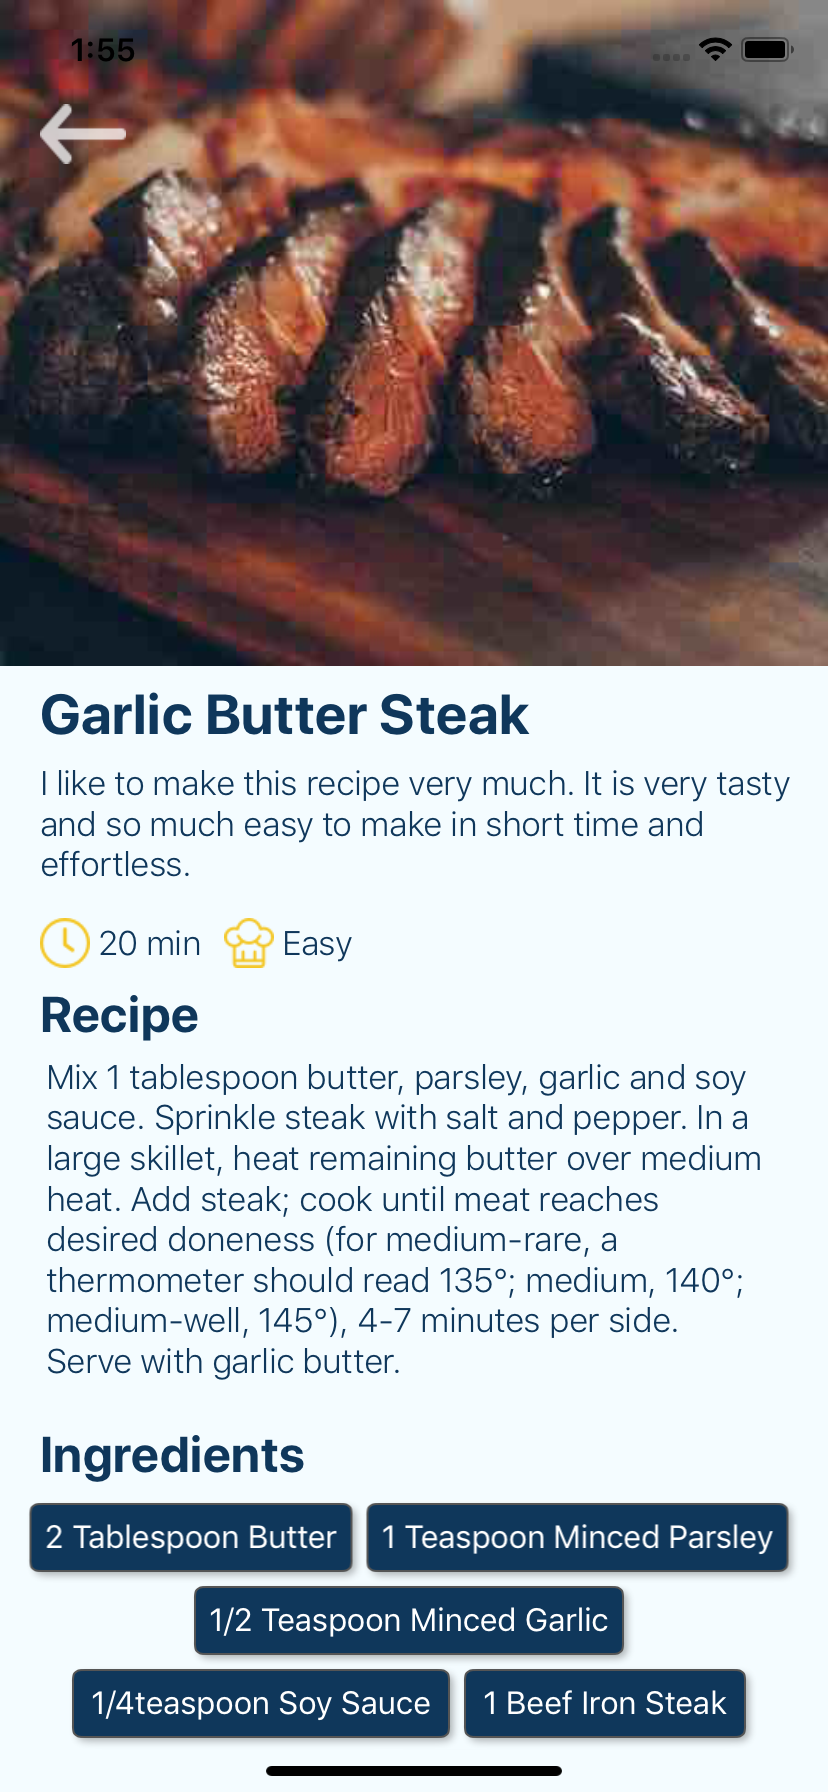 1:55
Garlic Butter Steak
I like to make this recipe very much. It is very tasty
and so much easy to make in short time and
effortless.
20 min Easy
Recipe
Mix 1 tablespoon butter, parsley, garlic and soy
sauce. Sprinkle steak with salt and pepper. In a
large skillet, heat remaining butter over medium
heat. Add steak; cook until meat reaches
desired doneness (for medium-rare, a
thermometer should read 135°; medium, 140°;
medium-well, 145°), 4-7 minutes per side.
Serve with garlic butter.
Ingredients
2 Tablespoon Butter 1 Teaspoon Minced Parsley
1/2 Teaspoon Minced Garlic
1/4teaspoon Soy Sauce 1 Beef Iron Steak